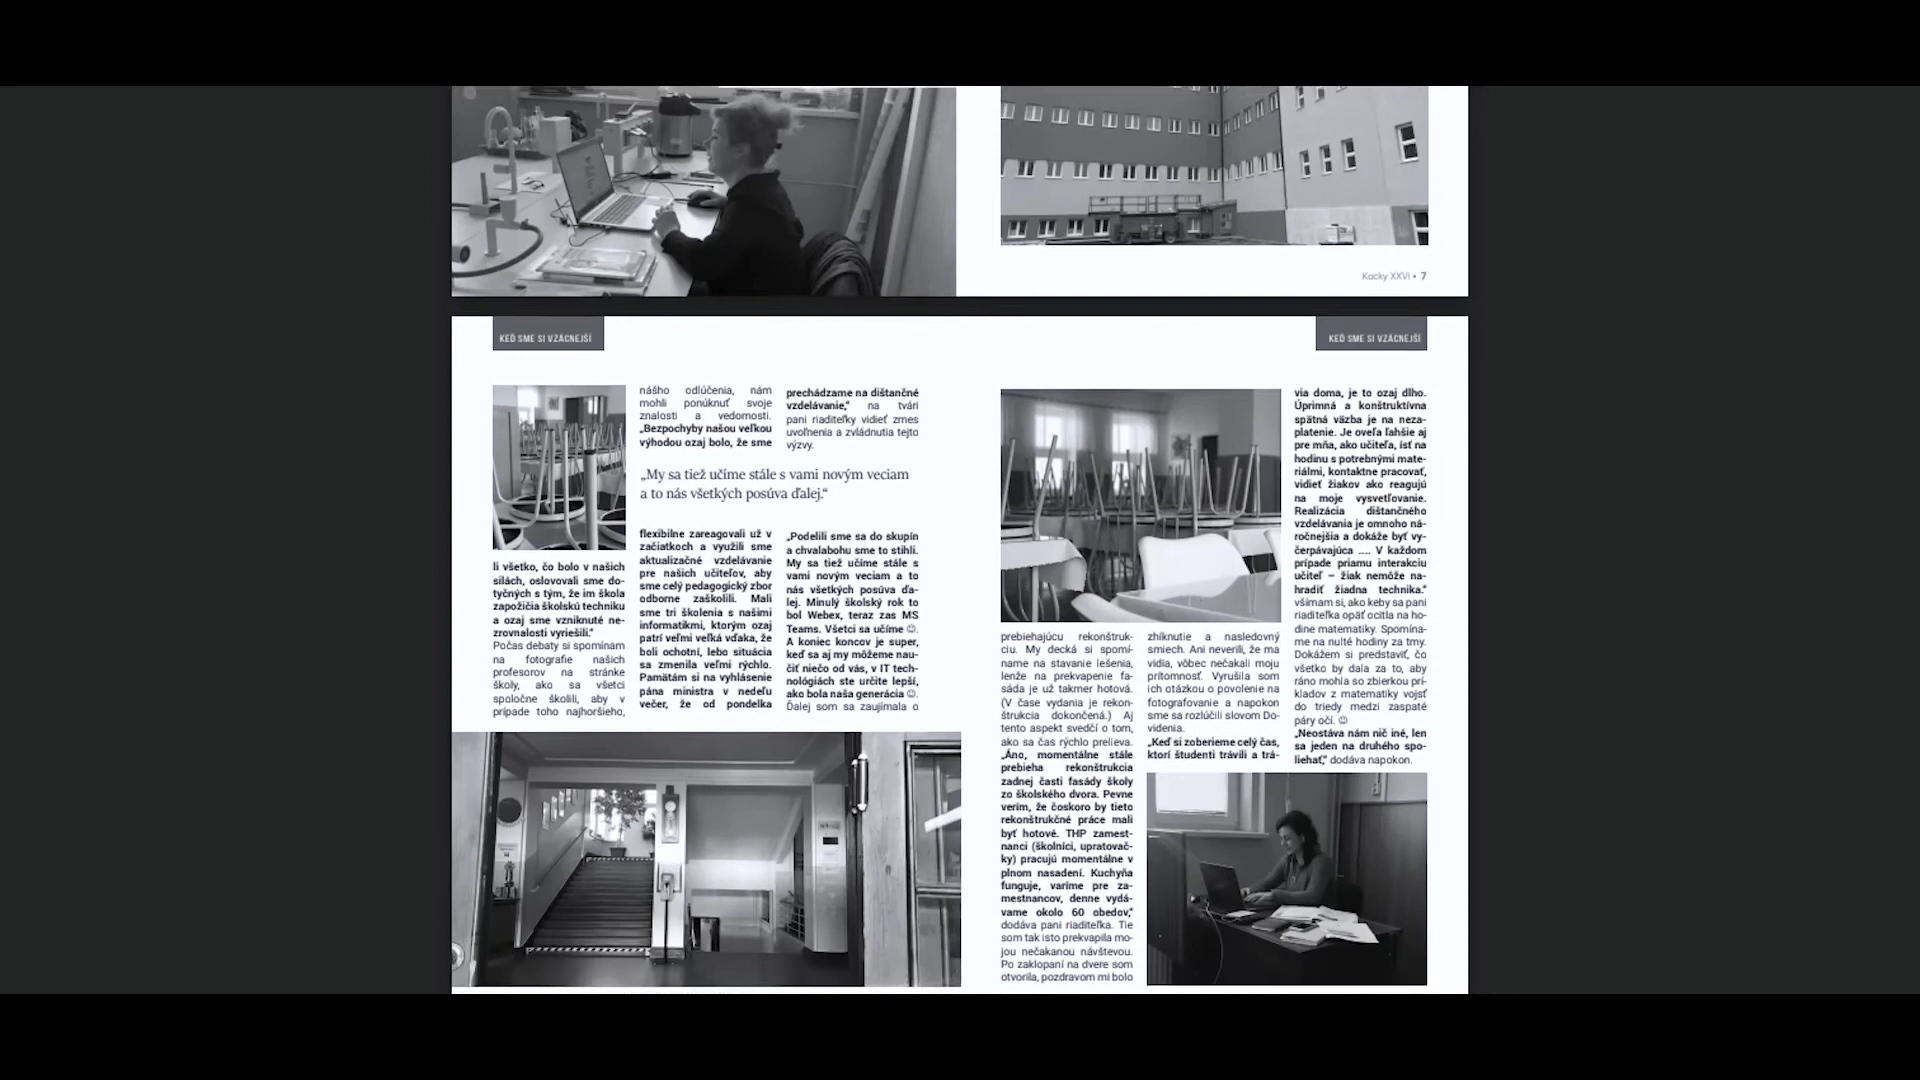 Kocky XXVI • 7
KEĎ SME SI VZÁCNEJŠÍ
KEĎ SME SI VZÁCNEJŠÍ
li všetko, čo bolo v našich
silách, oslovovali sme do-
tyčných s tým, že im škola
zapožičia školskú techniku
a ozaj sme vzniknuté ne-
zrovnalosti vyriešili.“
Počas debaty si spomínam
na fotografie našich
profesorov na stránke
školy, ako sa všetci
spoločne školili, aby v
prípade toho najhoršieho,
nášho odlúčenia, nám
mohli ponúknuť svoje
znalosti a vedomosti.
„Bezpochyby našou veľkou
výhodou ozaj bolo, že sme
prechádzame na dištančné
vzdelávanie,“ na tvári
pani riaditeľky vidieť zmes
uvoľnenia a zvládnutia tejto
výzvy.
„My sa tiež učíme stále s vami novým veciam
a to nás všetkých posúva ďalej.“
flexibilne zareagovali už v
začiatkoch a využili sme
aktualizačné vzdelávanie
pre našich učiteľov, aby
sme celý pedagogický zbor
odborne zaškolili. Mali
sme tri školenia s našimi
informatikmi, ktorým ozaj
patrí veľmi veľká vďaka, že
boli ochotní, lebo situácia
sa zmenila veľmi rýchlo.
Pamätám si na vyhlásenie
pána ministra v nedeľu
večer, že od pondelka
„Podelili sme sa do skupín
a chvalabohu sme to stihli.
My sa tiež učíme stále s
vami novým veciam a to
nás všetkých posúva ďa-
lej. Minulý školský rok to
bol Webex, teraz zas MS
Teams. Všetci sa učíme ☺.
A koniec koncov je super,
keď sa aj my môžeme nau-
čiť niečo od vás, v IT tech-
nológiách ste určite lepší,
ako bola naša generácia ☺.
Ďalej som sa zaujímala o
prebiehajúcu rekonštruk-
ciu. My decká si spomí-
name na stavanie lešenia,
lenže na prekvapenie fa-
sáda je už takmer hotová.
(V čase vydania je rekon-
štrukcia dokončená.) Aj
tento aspekt svedčí o tom,
ako sa čas rýchlo prelieva.
„Áno, momentálne stále
prebieha rekonštrukcia
zadnej časti fasády školy
zo školského dvora. Pevne
verím, že čoskoro by tieto
rekonštrukčné práce mali
byť hotové. THP zamest-
nanci (školníci, upratovač-
ky) pracujú momentálne v
plnom nasadení. Kuchyňa
funguje, varíme pre za-
mestnancov, denne vydá-
vame okolo 60 obedov,“
dodáva pani riaditeľka. Tie
som tak isto prekvapila mo-
jou nečakanou návštevou.
Po zaklopaní na dvere som
otvorila, pozdravom mi bolo
zhíknutie a nasledovný
smiech. Ani neverili, že ma
vidia, vôbec nečakali moju
prítomnosť. Vyrušila som
ich otázkou o povolenie na
fotografovanie a napokon
sme sa rozlúčili slovom Do-
videnia.
„Keď si zoberieme celý čas,
ktorí študenti trávili a trá-
via doma, je to ozaj dlho.
Úprimná a konštruktívna
spätná väzba je na neza-
platenie. Je oveľa ľahšie aj
pre mňa, ako učiteľa, ísť na
hodinu s potrebnými mate-
riálmi, kontaktne pracovať,
vidieť žiakov ako reagujú
na moje vysvetľovanie.
Realizácia dištančného
vzdelávania je omnoho ná-
ročnejšia a dokáže byť vy-
čerpávajúca .... V každom
prípade priamu interakciu
učiteľ – žiak nemôže na-
hradiť žiadna technika.“
všímam si, ako keby sa pani
riaditeľka opäť ocitla na ho-
dine matematiky. Spomína-
me na nulté hodiny za tmy.
Dokážem si predstaviť, čo
všetko by dala za to, aby
ráno mohla so zbierkou prí-
kladov z matematiky vojsť
do triedy medzi zaspaté
páry očí. ☺
„Neostáva nám nič iné, len
sa jeden na druhého spo-
liehať,“ dodáva napokon.